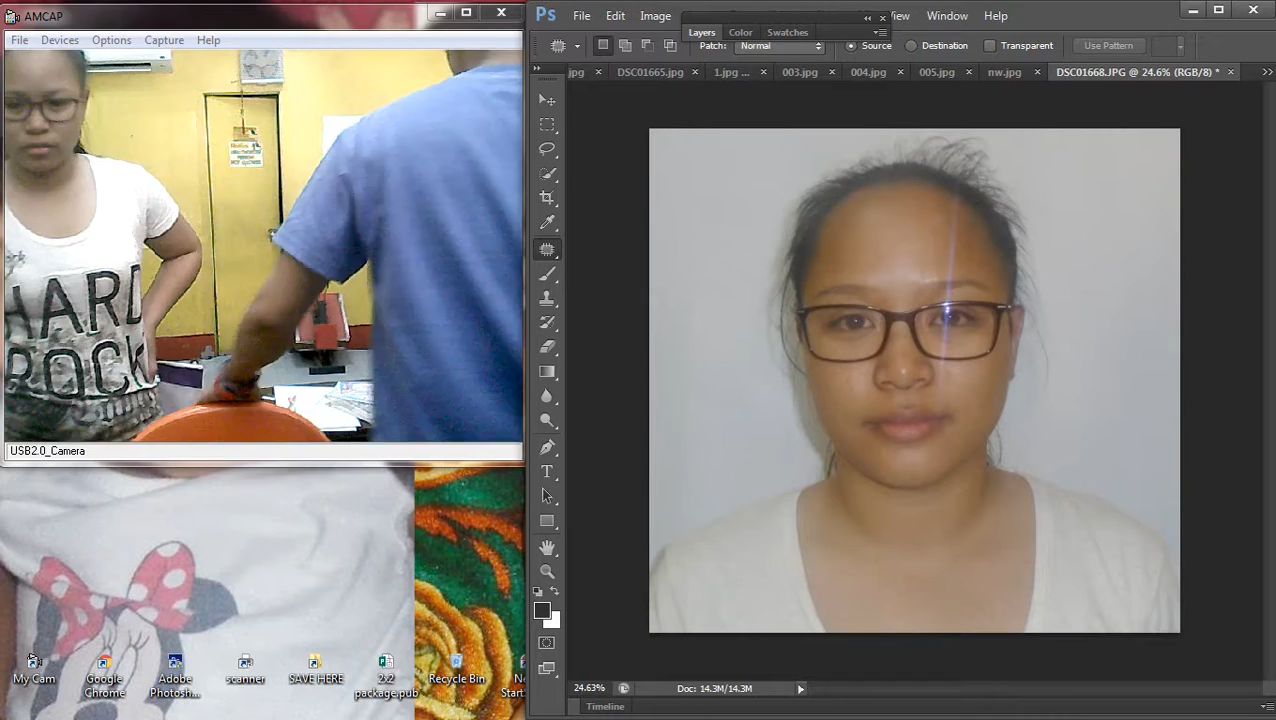 AMCAP
File Devices Options Capture Help
HARD
ROCK
USB2.0_Camera
My Cam
Google Chrome
Adobe Photosh...
scanner
SAVE HERE
2x2 package.pub
Recycle Bin
Ps File Edit Image View Window Help
Layers Color Swatches
Patch: Normal Source Destination Transparent Use Pattern
jpg DSC01665.jpg 1.jpg ... 003.jpg 004.jpg 005.jpg nw.jpg DSC01668.JPG @ 24.6% (RGB/8) *
24.63% Doc: 14.3M/14.3M
Timeline